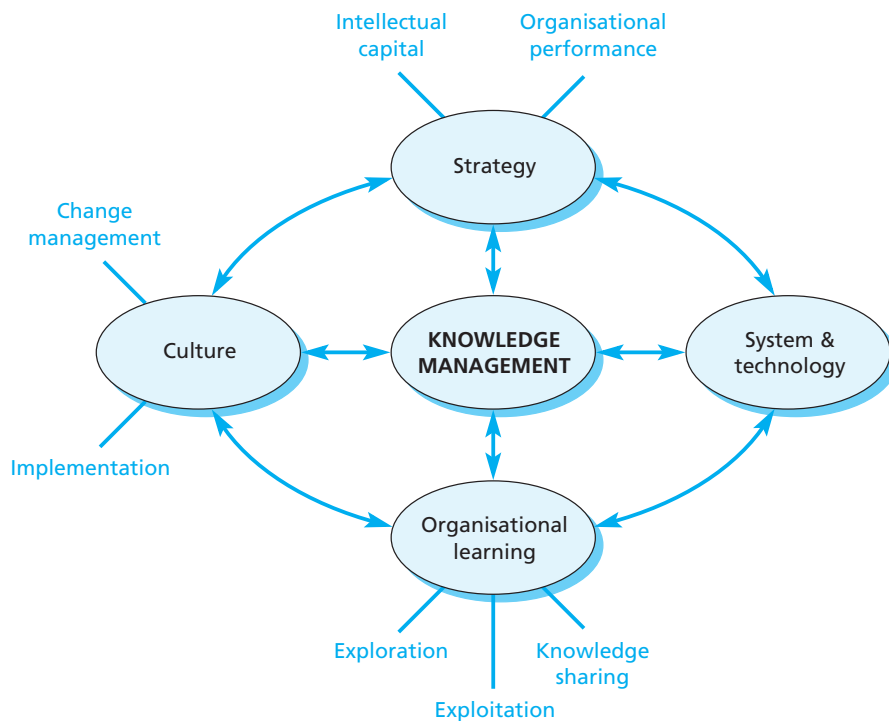 Intellectual
capital
Organisational
performance
Strategy
Change
management
Culture
KNOWLEDGE
MANAGEMENT
System &
technology
Implementation
Organisational
learning
Exploration
Knowledge
sharing
Exploitation